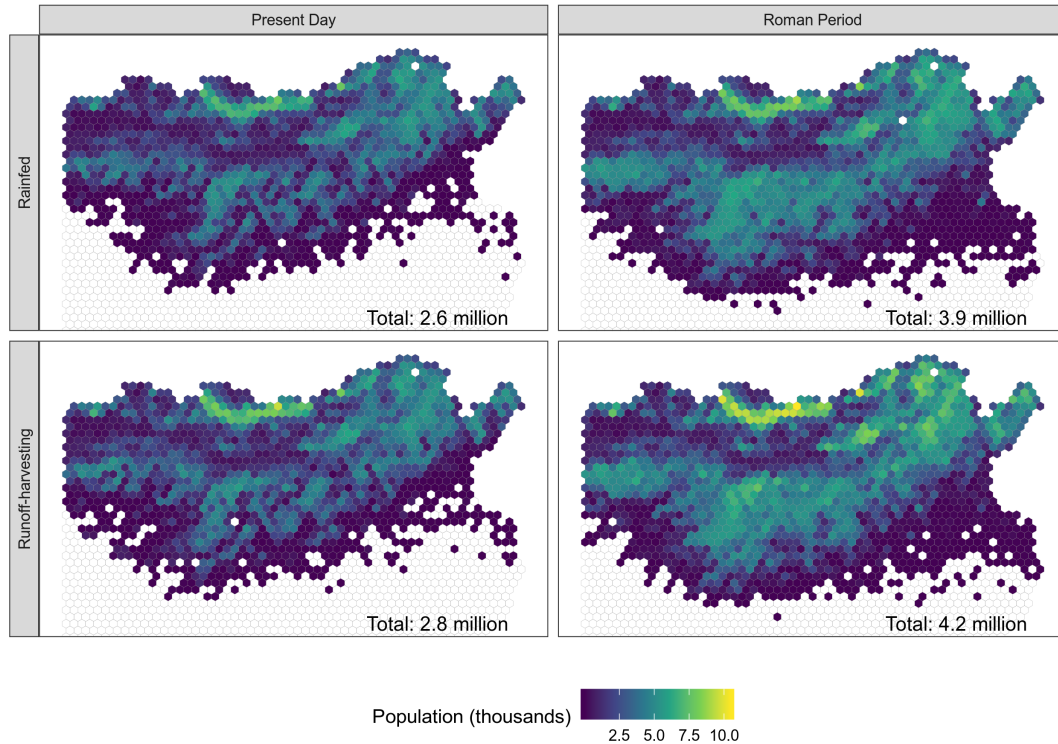 Present Day
Roman Period
Rainfed
Total: 2.6 million
Total: 3.9 million
Runoff-harvesting
Total: 2.8 million
Total: 4.2 million
Population (thousands)
2.5 5.0 7.5 10.0